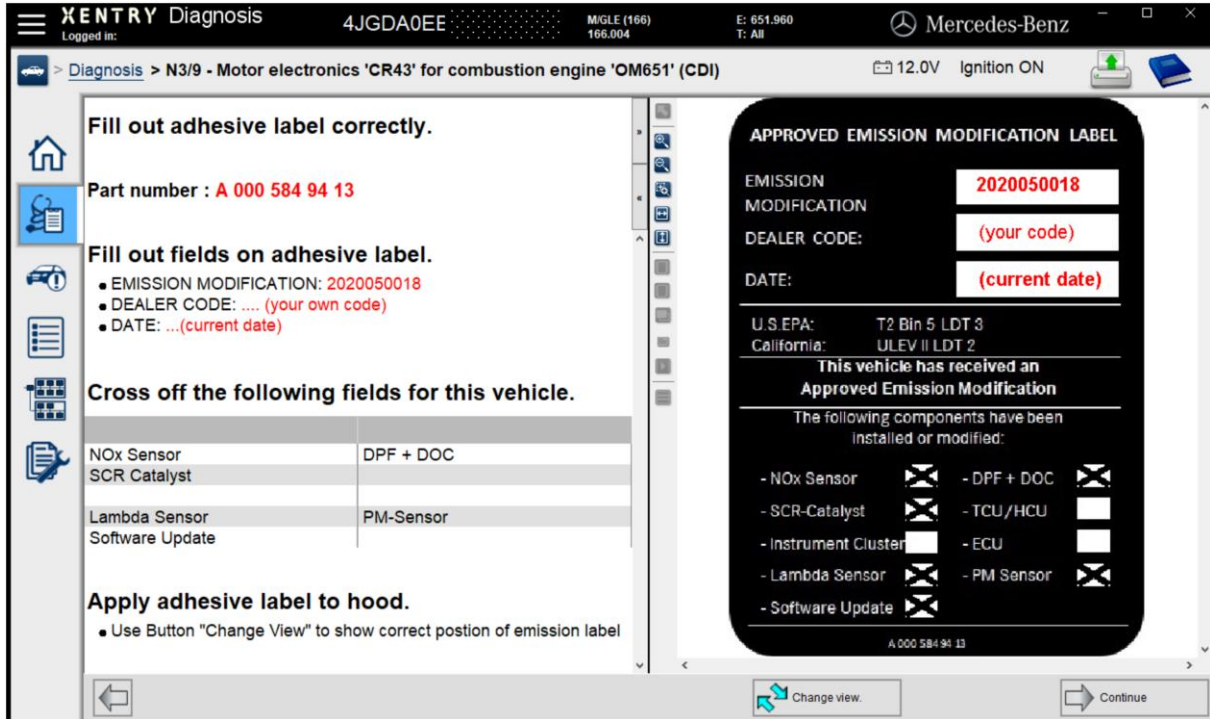 XENTRY Diagnosis
Logged in:
4JGDA0EE
M/GLE (166)
166.004
E: 651.960
T: All
Mercedes-Benz
> Diagnosis > N3/9 - Motor electronics 'CR43' for combustion engine 'OM651' (CDI)
12.0V Ignition ON
Fill out adhesive label correctly.
Part number : A 000 584 94 13
Fill out fields on adhesive label.
• EMISSION MODIFICATION: 2020050018
• DEALER CODE: .... (your own code)
• DATE: ...(current date)
Cross off the following fields for this vehicle.
NOx Sensor DPF + DOC
SCR Catalyst
Lambda Sensor PM-Sensor
Software Update
Apply adhesive label to hood.
• Use Button "Change View" to show correct postion of emission label
APPROVED EMISSION MODIFICATION LABEL
EMISSION
MODIFICATION
2020050018
DEALER CODE: (your code)
DATE: (current date)
U.S.EPA: T2 Bin 5 LDT 3
California: ULEV II LDT 2
This vehicle has received an
Approved Emission Modification
The following components have been
installed or modified:
- NOx Sensor - DPF + DOC
- SCR-Catalyst - TCU/HCU
- Instrument Cluster - ECU
- Lambda Sensor - PM Sensor
- Software Update
A 000 584 94 13
Change view.
Continue